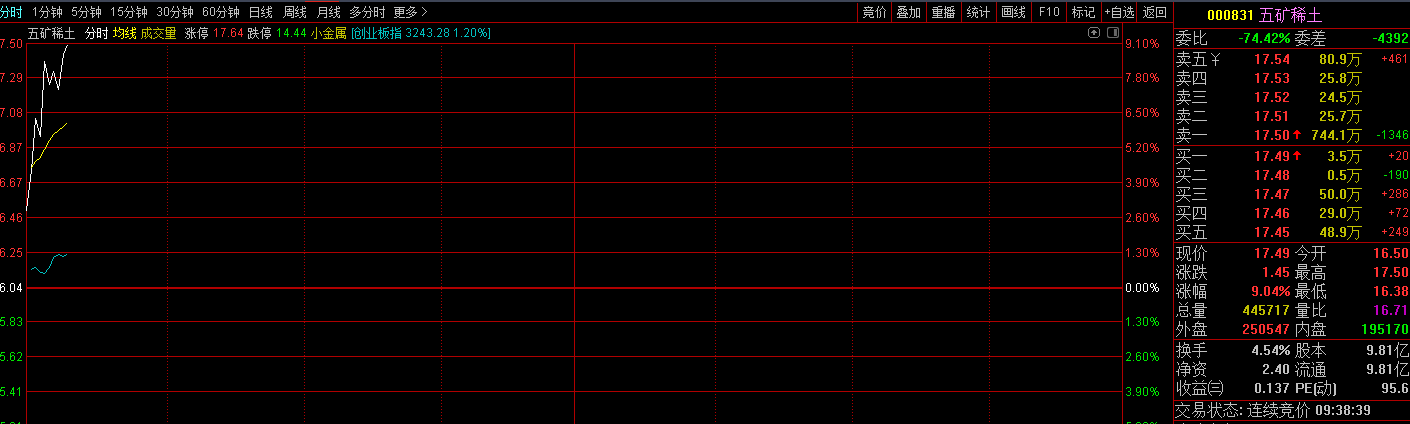 分时 1分钟 5分钟 15分钟 30分钟 60分钟 日线 周线 月线 多分时 更多 竞价 叠加 重播 统计 画线 F10 标记 +自选 返回
五矿稀土 分时 均线 成交量 涨停 17.64 跌停 14.44 小金属 [创业板指 3243.28 1.20%]
7.50 9.10%
7.29 7.80%
7.08 6.50%
6.87 5.20%
6.67 3.90%
6.46 2.60%
6.25 1.30%
6.04 0.00%
5.83 1.30%
5.62 2.60%
5.41 3.90%
000831 五矿稀土
委比 -74.42% 委差 -4392
卖五 ¥ 17.54 80.9万 +461
卖四 17.53 25.8万
卖三 17.52 24.5万
卖二 17.51 25.7万
卖一 17.50 744.1万 -1346
买一 17.49 3.5万 +20
买二 17.48 0.5万 -190
买三 17.47 50.0万 +286
买四 17.46 29.0万 +72
买五 17.45 48.9万 +249
现价 17.49 今开 16.50
涨跌 1.45 最高 17.50
涨幅 9.04% 最低 16.38
总量 445717 量比 16.71
外盘 250547 内盘 195170
换手 4.54% 股本 9.81亿
净资 2.40 流通 9.81亿
收益㈢ 0.137 PE(动) 95.6
交易状态: 连续竞价 09:38:39